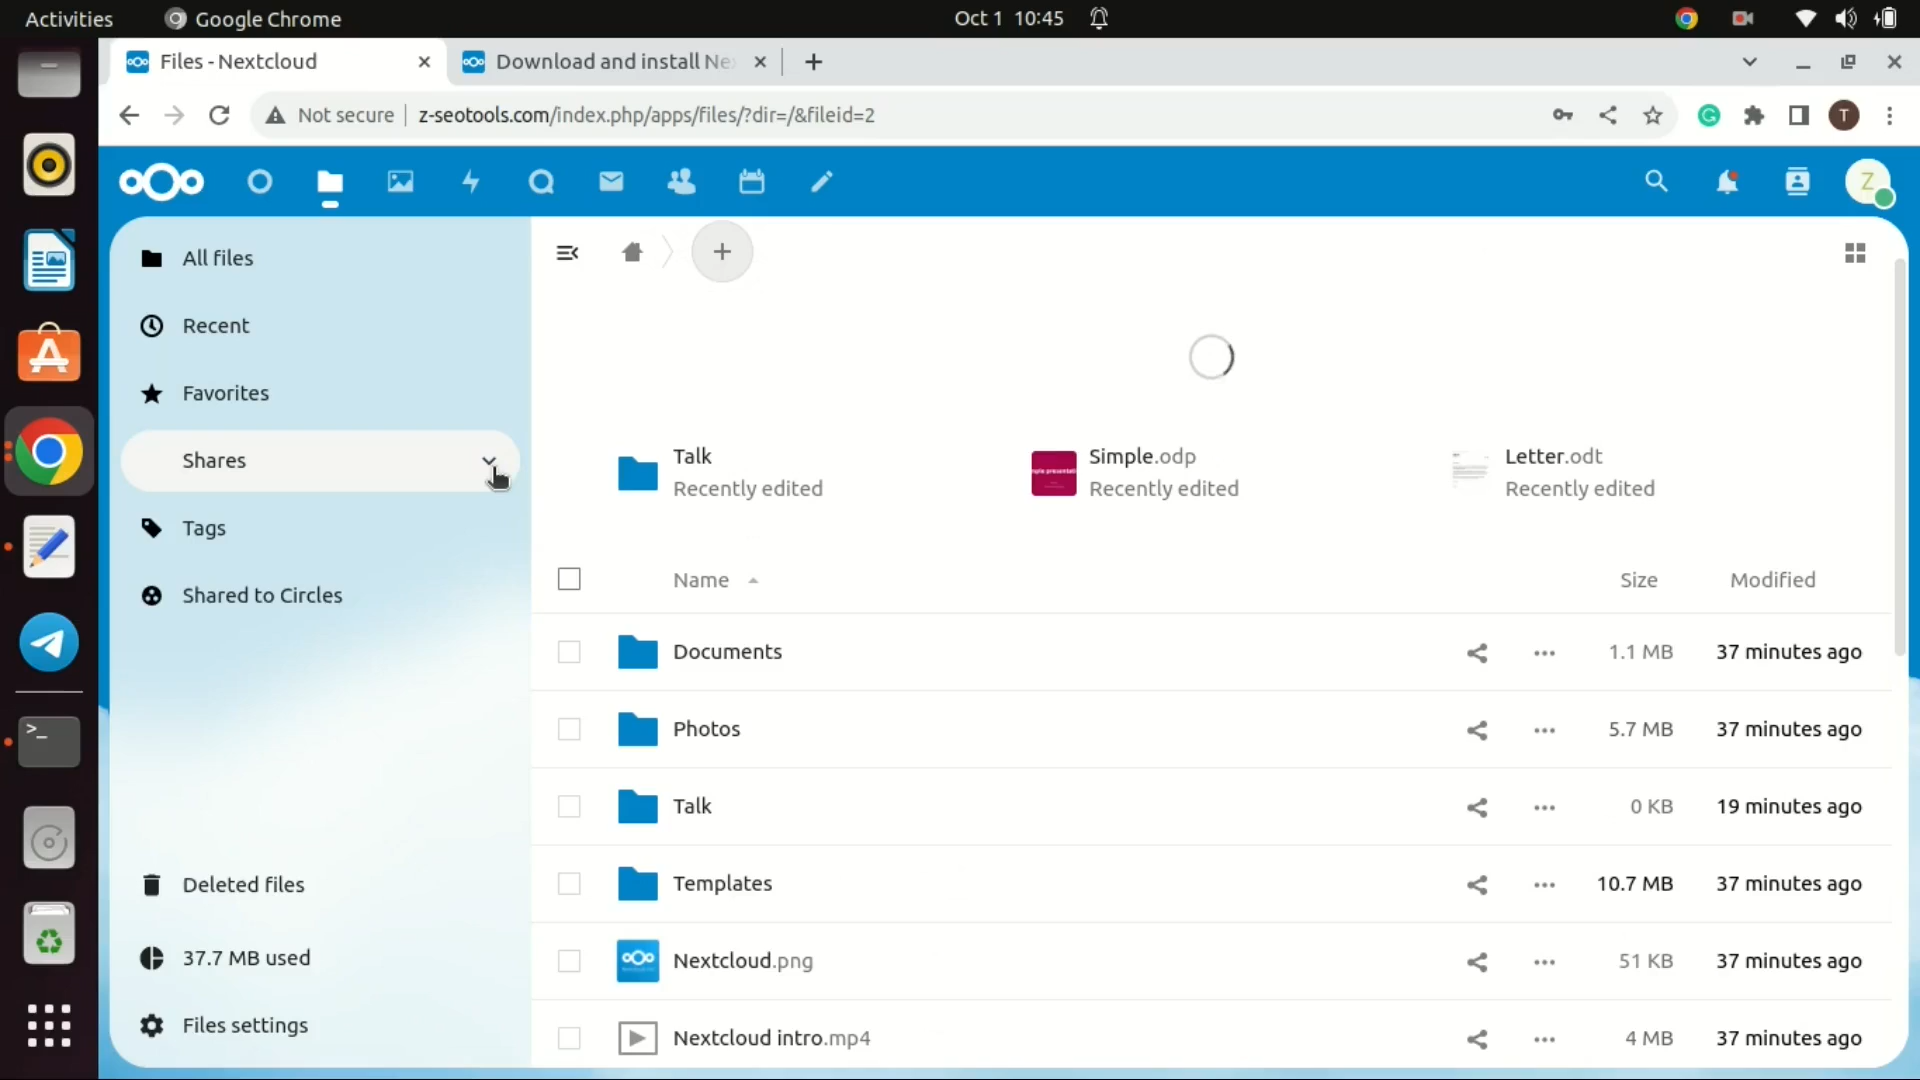 Activities
Google Chrome
Oct 1 10:45
Files - Nextcloud
Download and install Ne
Not secure
z-seotools.com/index.php/apps/files/?dir=/&fileid=2
T
Z
All files
Recent
Favorites
Shares
Tags
Shared to Circles
Deleted files
37.7 MB used
Files settings
Talk
Recently edited
Simple.odp
Recently edited
Letter.odt
Recently edited
Name
Size
Modified
Documents
1.1 MB
37 minutes ago
Photos
5.7 MB
37 minutes ago
Talk
0 KB
19 minutes ago
Templates
10.7 MB
37 minutes ago
Nextcloud.png
51 KB
37 minutes ago
Nextcloud intro.mp4
4 MB
37 minutes ago